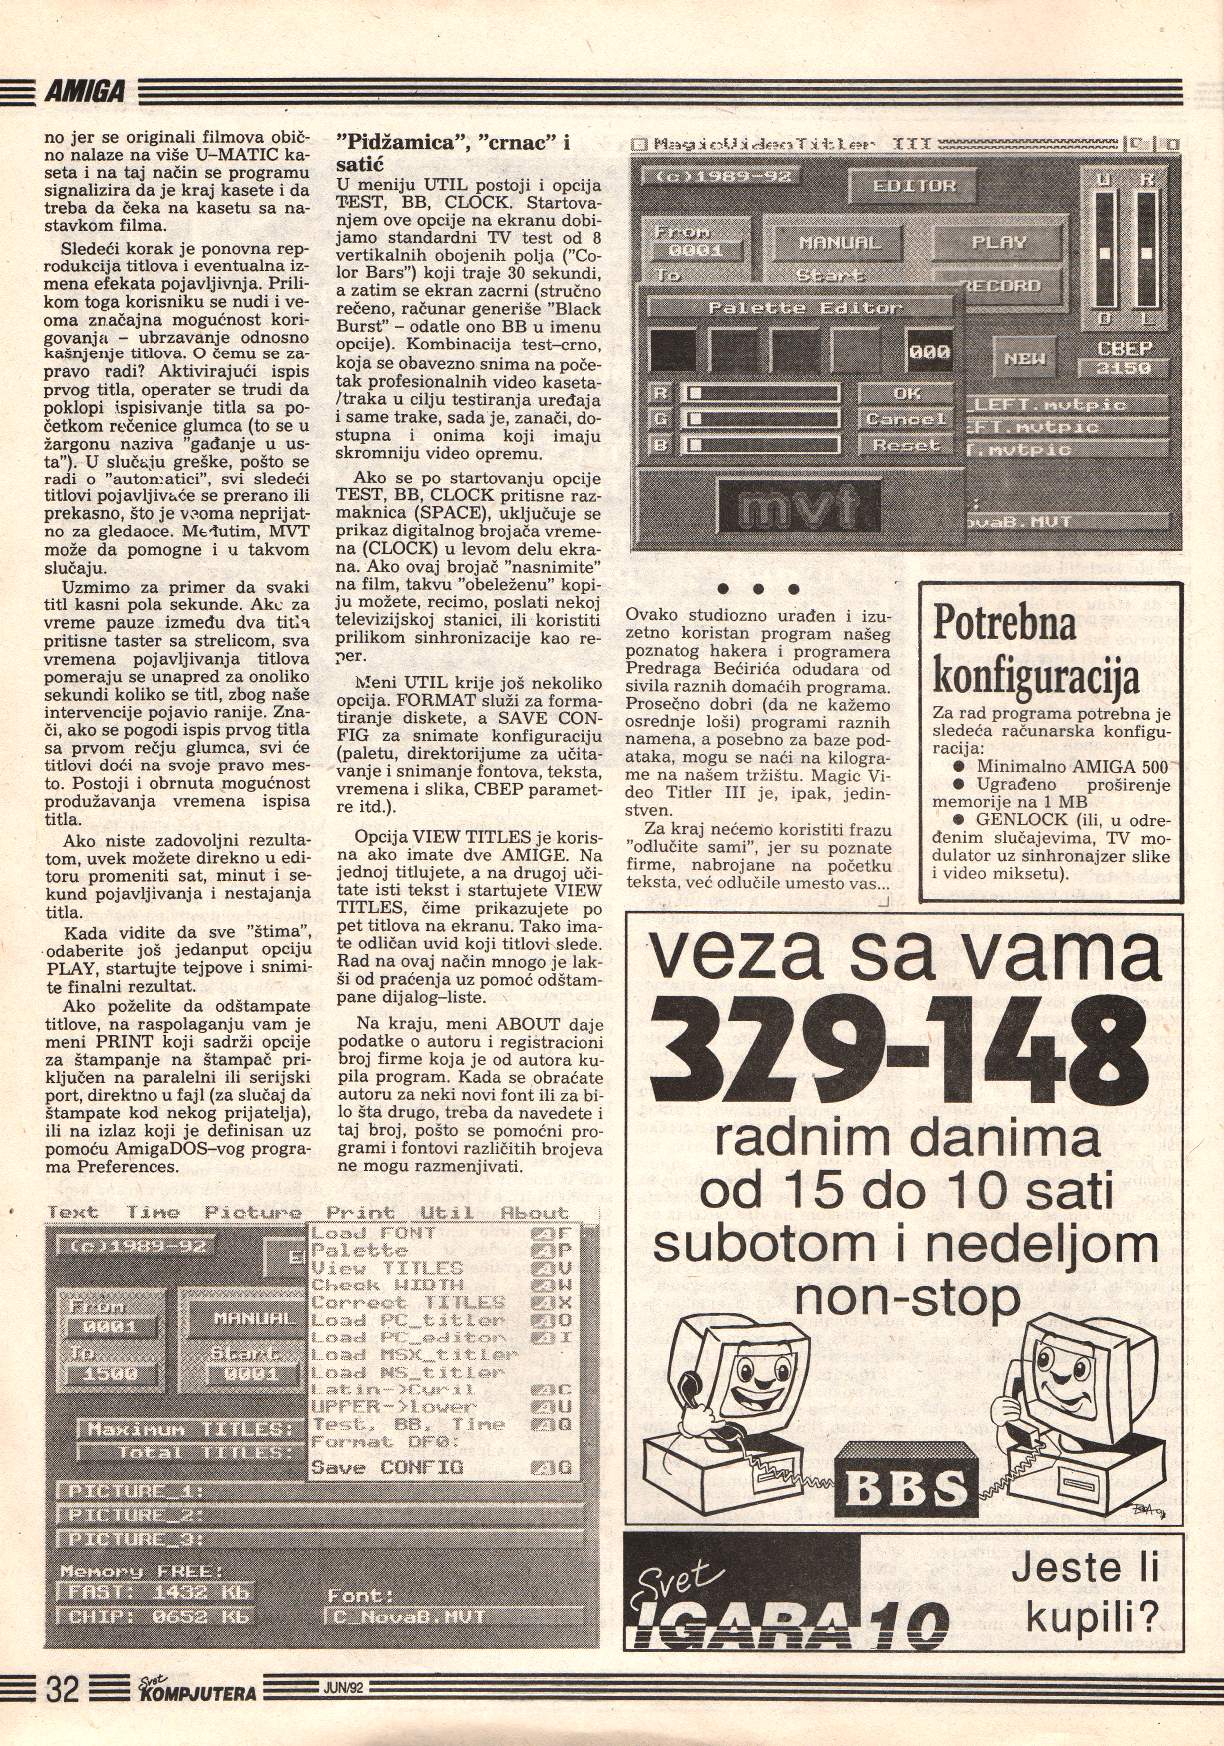 AMIGA
no jer se originali filmova obič-
no nalaze na više U–MATIC ka-
seta i na taj način se programu
signalizira da je kraj kasete i da
treba da čeka na kasetu sa na-
stavkom filma.
Sledeći korak je ponovna rep-
rodukcija titlova i eventualna iz-
mena efekata pojavljivnja. Prili-
kom toga korisniku se nudi i ve-
oma značajna mogućnost kori-
govanja – ubrzavanje odnosno
kašnjenje titlova. O čemu se za-
pravo radi? Aktivirajući ispis
prvog titla, operater se trudi da
poklopi ispisivanje titla sa po-
četkom rečenice glumca (to se u
žargonu naziva "gađanje u us-
ta"). U slučaju greške, pošto se
radi o "automatici", svi sledeći
titlovi pojavljivaće se prerano ili
prekasno, što je veoma neprijat-
no za gledaoce. Međutim, MVT
može da pomogne i u takvom
slučaju.
Uzmimo za primer da svaki
titl kasni pola sekunde. Ako za
vreme pauze između dva titla
pritisne taster sa strelicom, sva
vremena pojavljivanja titlova
pomeraju se unapred za onoliko
sekundi koliko se titl, zbog naše
intervencije pojavio ranije. Zna-
či, ako se pogodi ispis prvog titla
sa prvom rečju glumca, svi će
titlovi doći na svoje pravo mes-
to. Postoji i obrnuta mogućnost
produžavanja vremena ispisa
titla.
Ako niste zadovoljni rezulta-
tom, uvek možete direkno u edi-
toru promeniti sat, minut i se-
kund pojavljivanja i nestajanja
titla.
Kada vidite da sve "štima",
odaberite još jedanput opciju
PLAY, startujte tejpove i snimi-
te finalni rezultat.
Ako poželite da odštampate
titlove, na raspolaganju vam je
meni PRINT koji sadrži opcije
za štampanje na štampač pri-
ključen na paralelni ili serijski
port, direktno u fajl (za slučaj da
štampate kod nekog prijatelja),
ili na izlaz koji je definisan uz
pomoću AmigaDOS–vog progra-
ma Preferences.
"Pidžamica", "crnac" i
satić
U meniju UTIL postoji i opcija
TEST, BB, CLOCK. Startova-
njem ove opcije na ekranu dobi-
jamo standardni TV test od 8
vertikalnih obojenih polja ("Co-
lor Bars") koji traje 30 sekundi,
a zatim se ekran zacrni (stručno
rečeno, računar generiše "Black
Burst" – odatle ono BB u imenu
opcije). Kombinacija test–crno,
koja se obavezno snima na poče-
tak profesionalnih video kaseta-
/traka u cilju testiranja uređaja
i same trake, sada je, zanači, do-
stupna i onima koji imaju
skromniju video opremu.
Ako se po startovanju opcije
TEST, BB, CLOCK pritisne raz-
maknica (SPACE), uključuje se
prikaz digitalnog brojača vreme-
na (CLOCK) u levom delu ekra-
na. Ako ovaj brojač "nasnimite"
na film, takvu "obeleženu" kopi-
ju možete, recimo, poslati nekoj
televizijskoj stanici, ili koristiti
prilikom sinhronizacije kao re-
per.
Meni UTIL krije još nekoliko
opcija. FORMAT služi za forma-
tiranje diskete, a SAVE CON-
FIG za snimate konfiguraciju
(paletu, direktorijume za učita-
vanje i snimanje fontova, teksta,
vremena i slika, CBEP paramet-
re itd.).
Opcija VIEW TITLES je koris-
na ako imate dve AMIGE. Na
jednoj titlujete, a na drugoj uči-
tate isti tekst i startujete VIEW
TITLES, čime prikazujete po
pet titlova na ekranu. Tako ima-
te odličan uvid koji titlovi slede.
Rad na ovaj način mnogo je lak-
ši od praćenja uz pomoć odštam-
pane dijalog–liste.
Na kraju, meni ABOUT daje
podatke o autoru i registracioni
broj firme koja je od autora ku-
pila program. Kada se obraćate
autoru za neki novi font ili za bi-
lo šta drugo, treba da navedete i
taj broj, pošto se pomoćni pro-
grami i fontovi različitih brojeva
ne mogu razmenjivati.
MagicVideoTitler III
(c)1989-92
EDITOR
U R
From
0001
To
MANUAL
Start
PLAY
RECORD
D L
Palette Editor
000
NEW
СВЕР
3150
R
OK
G
Cancel
B
Reset
_LEFT.mvtpic
EFT.mvtpic
T.mvtpic
mvt
ovaB.MVT
● ● ●
Ovako studiozno urađen i izu-
zetno koristan program našeg
poznatog hakera i programera
Predraga Bećirića odudara od
sivila raznih domaćih programa.
Prosečno dobri (da ne kažemo
osrednje loši) programi raznih
namena, a posebno za baze pod-
ataka, mogu se naći na kilogra-
me na našem tržištu. Magic Vi-
deo Titler III je, ipak, jedin-
stven.
Za kraj nećemo koristiti frazu
"odlučite sami", jer su poznate
firme, nabrojane na početku
teksta, već odlučile umesto vas...
Potrebna
konfiguracija
Za rad programa potrebna je
sledeća računarska konfigu-
racija:
● Minimalno AMIGA 500
● Ugrađeno proširenje
memorije na 1 MB
● GENLOCK (ili, u odre-
đenim slučajevima, TV mo-
dulator uz sinhronajzer slike
i video miksetu).
Text Time Picture Print Util About
(c)1989-92
E
From
0001
To
1500
MANUAL
Start
0001
Maximum TITLES:
Total TITLES:
Load FONT A F
Palette A P
View TITLES A V
Check WIDTH A W
Correct TITLES A X
Load PC_titler A O
Load PC_editor A I
Load MSX_titler
Load NS_titler
Latin->Cyril A C
UPPER->lower A U
Test, BB, Time A Q
Format DF0:
Save CONFIG A G
PICTURE_1:
PICTURE_2:
PICTURE_3:
Memory FREE:
FAST: 1432 Kb
CHIP: 0652 Kb
Font:
C_NovaB.MVT
veza sa vama
329-148
radnim danima
od 15 do 10 sati
subotom i nedeljom
non-stop
BBS
Svet
IGARA 10
Jeste li
kupili?
32
Svet
KOMPJUTERA
JUN/92